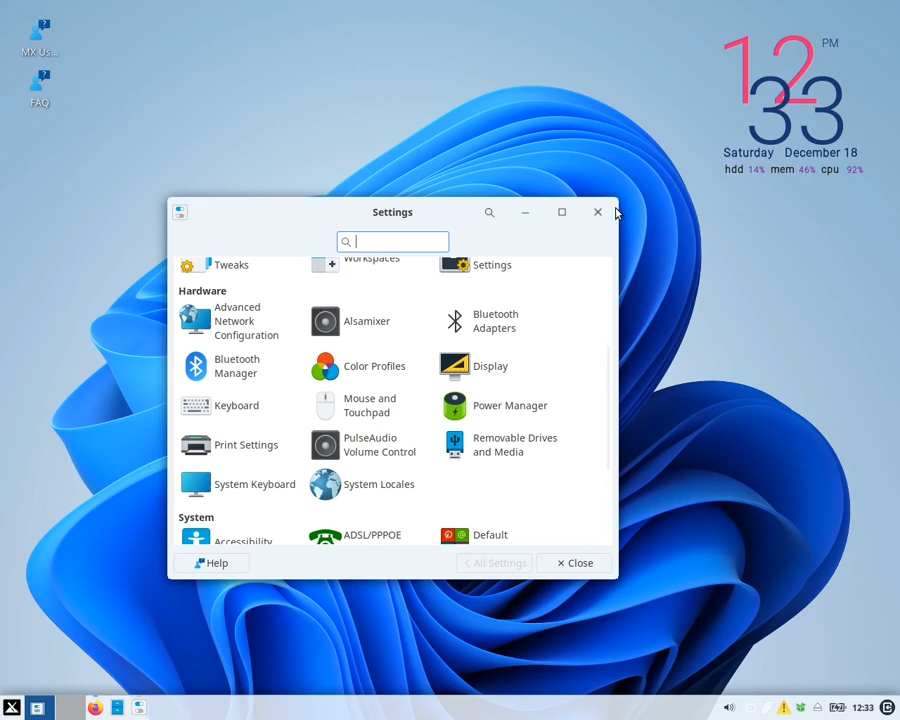 MX Us...
FAQ
12 PM
33
Saturday December 18
hdd 14% mem 46% cpu 92%
Settings
Tweaks
Workspaces
Settings
Hardware
Advanced
Network
Configuration
Alsamixer
Bluetooth
Adapters
Bluetooth
Manager
Color Profiles
Display
Keyboard
Mouse and
Touchpad
Power Manager
Print Settings
PulseAudio
Volume Control
Removable Drives
and Media
System Keyboard
System Locales
System
Accessibility
ADSL/PPPOE
Default
Help
< All Settings
× Close
12:33